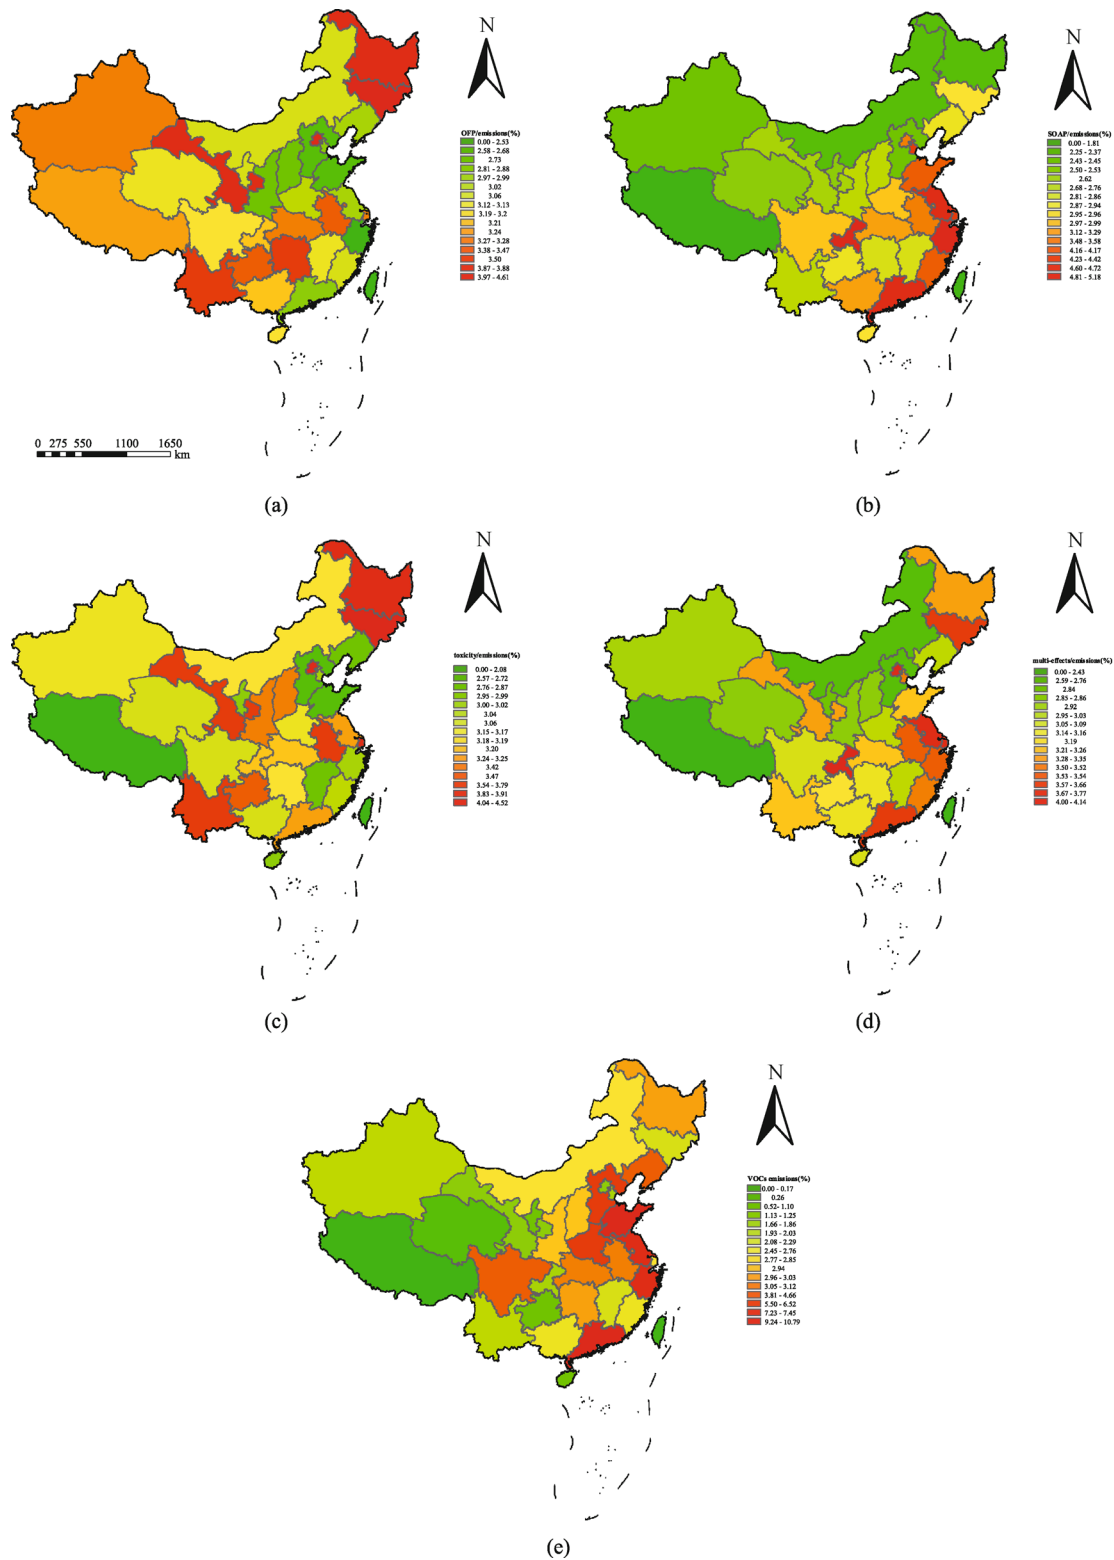 N
OFP/emissions(%)
0.00 - 2.53
2.58 - 2.68
2.73
2.81 - 2.88
2.97 - 2.99
3.02
3.06
3.12 - 3.13
3.19 - 3.2
3.21
3.24
3.27 - 3.28
3.38 - 3.47
3.50
3.87 - 3.88
3.97 - 4.61
0 275 550 1100 1650
km
(a)
N
SOAP/emissions(%)
0.00 - 1.81
2.25 - 2.37
2.43 - 2.45
2.50 - 2.53
2.62
2.68 - 2.76
2.81 - 2.86
2.87 - 2.94
2.95 - 2.96
2.97 - 2.99
3.12 - 3.29
3.48 - 3.58
4.16 - 4.17
4.23 - 4.42
4.60 - 4.72
4.81 - 5.18
(b)
N
toxicity/emissions(%)
0.00 - 2.08
2.57 - 2.72
2.76 - 2.87
2.95 - 2.99
3.00 - 3.02
3.04
3.06
3.15 - 3.17
3.18 - 3.19
3.20
3.24 - 3.25
3.42
3.47
3.54 - 3.79
3.83 - 3.91
4.04 - 4.52
(c)
N
multi-effects/emissions(%)
0.00 - 2.43
2.59 - 2.76
2.84
2.85 - 2.86
2.92
2.95 - 3.03
3.05 - 3.09
3.14 - 3.16
3.19
3.21 - 3.26
3.28 - 3.35
3.50 - 3.52
3.53 - 3.54
3.57 - 3.66
3.67 - 3.77
4.00 - 4.14
(d)
N
VOCs emissions(%)
0.00 - 0.17
0.26
0.52- 1.10
1.13 - 1.25
1.66 - 1.86
1.93 - 2.03
2.08 - 2.29
2.45 - 2.76
2.77 - 2.85
2.94
2.96 - 3.03
3.05 - 3.12
3.81 - 4.66
5.50 - 6.52
7.23 - 7.45
9.24 - 10.79
(e)